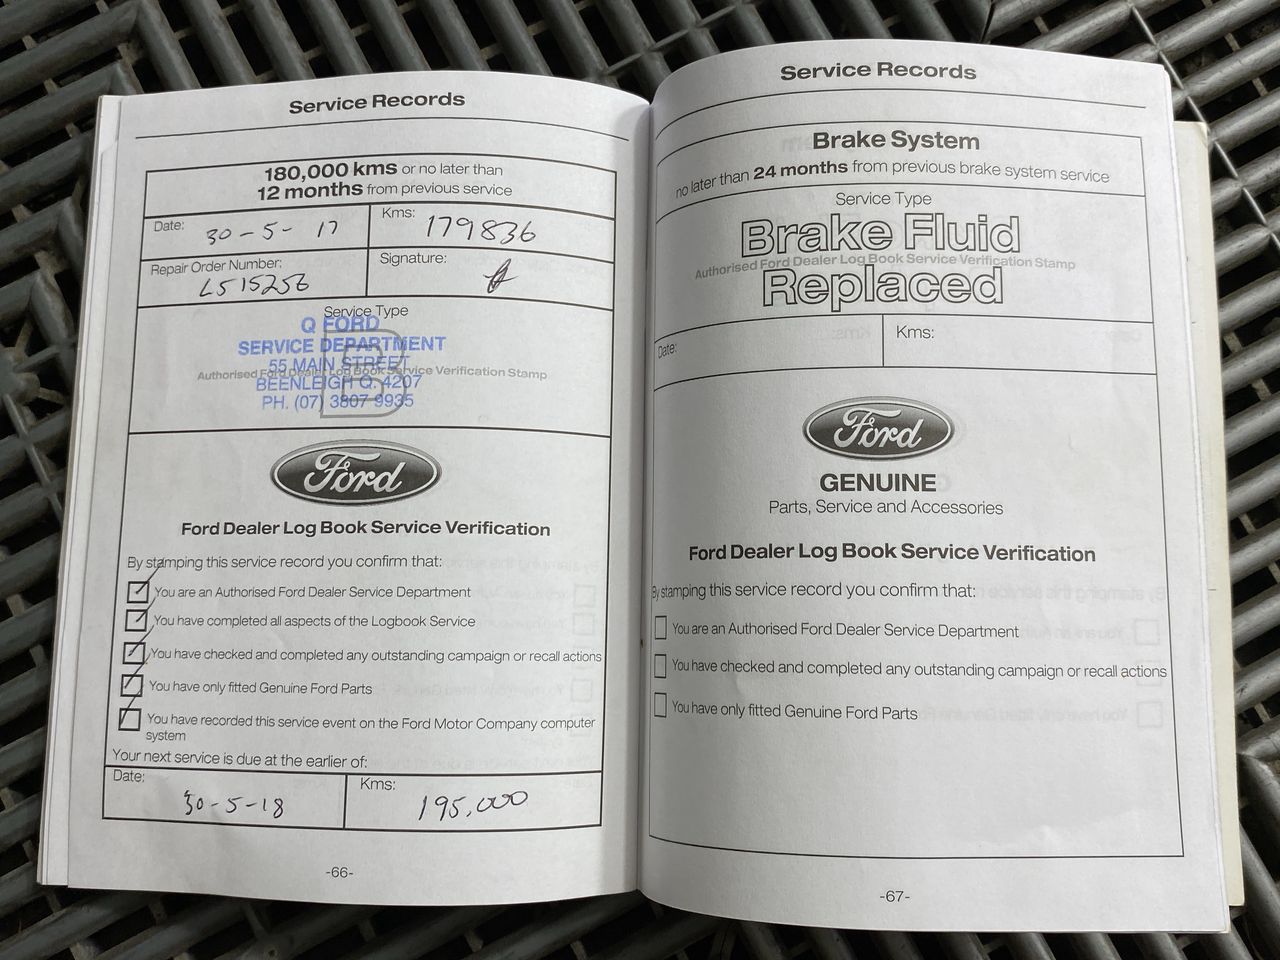 Service Records
180,000 kms or no later than
12 months from previous service
Date: 30-5-17
Kms: 179836
Repair Order Number: L515256
Signature:
Service Type
B
Authorised Ford Dealer Log Book Service Verification Stamp
Q FORD
SERVICE DEPARTMENT
55 MAIN STREET
BEENLEIGH Q. 4207
PH. (07) 3807 9935
Ford
Ford Dealer Log Book Service Verification
By stamping this service record you confirm that:
You are an Authorised Ford Dealer Service Department
You have completed all aspects of the Logbook Service
You have checked and completed any outstanding campaign or recall actions
You have only fitted Genuine Ford Parts
You have recorded this service event on the Ford Motor Company computer
system
Your next service is due at the earlier of:
Date: 30-5-18
Kms: 195,000
-66-
Service Records
Brake System
no later than 24 months from previous brake system service
Service Type
Brake Fluid
Authorised Ford Dealer Log Book Service Verification Stamp
Replaced
Date:
Kms:
Ford
GENUINE
Parts, Service and Accessories
Ford Dealer Log Book Service Verification
By stamping this service record you confirm that:
You are an Authorised Ford Dealer Service Department
You have checked and completed any outstanding campaign or recall actions
You have only fitted Genuine Ford Parts
-67-